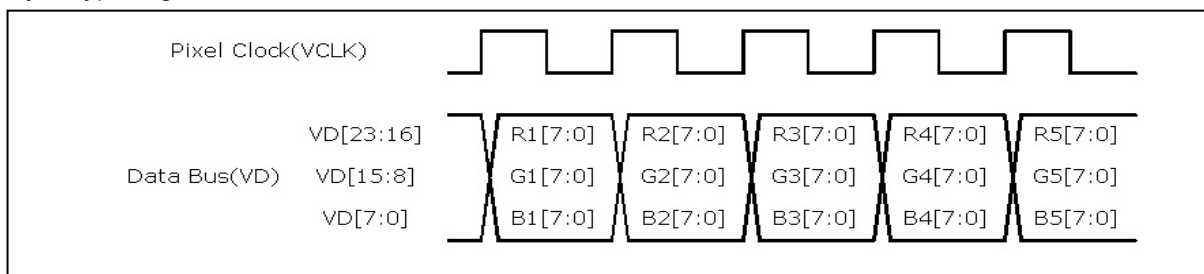 Pixel Clock(VCLK)
VD[23:16] R1[7:0] R2[7:0] R3[7:0] R4[7:0] R5[7:0]
Data Bus(VD) VD[15:8] G1[7:0] G2[7:0] G3[7:0] G4[7:0] G5[7:0]
VD[7:0] B1[7:0] B2[7:0] B3[7:0] B4[7:0] B5[7:0]